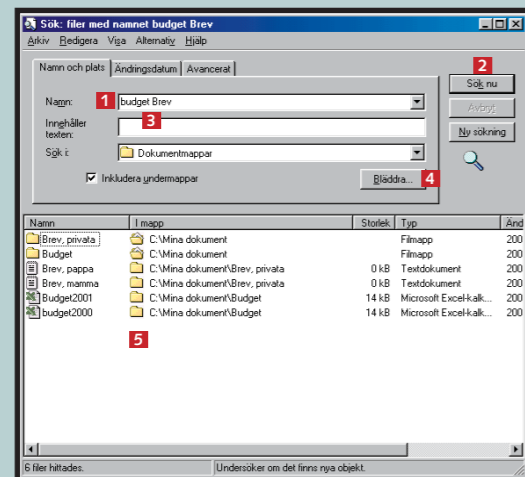 Sök: filer med namnet budget Brev
Arkiv Redigera Visa Alternativ Hjälp
Namn och plats Ändringsdatum Avancerat
2
Sök nu
Namn: 1 budget Brev
Avbryt
Innehåller
texten:
3
Ny sökning
Sök i: Dokumentmappar
Inkludera undermappar
Bläddra... 4
Namn I mapp Storlek Typ Änd
Brev, privata C:\Mina dokument Filmapp 200
Budget C:\Mina dokument Filmapp 200
Brev, pappa C:\Mina dokument\Brev, privata 0 kB Textdokument 200
Brev, mamma C:\Mina dokument\Brev, privata 0 kB Textdokument 200
Budget2001 C:\Mina dokument\Budget 14 kB Microsoft Excel-kalk... 200
budget2000 C:\Mina dokument\Budget 14 kB Microsoft Excel-kalk... 200
5
6 filer hittades. Undersöker om det finns nya objekt.